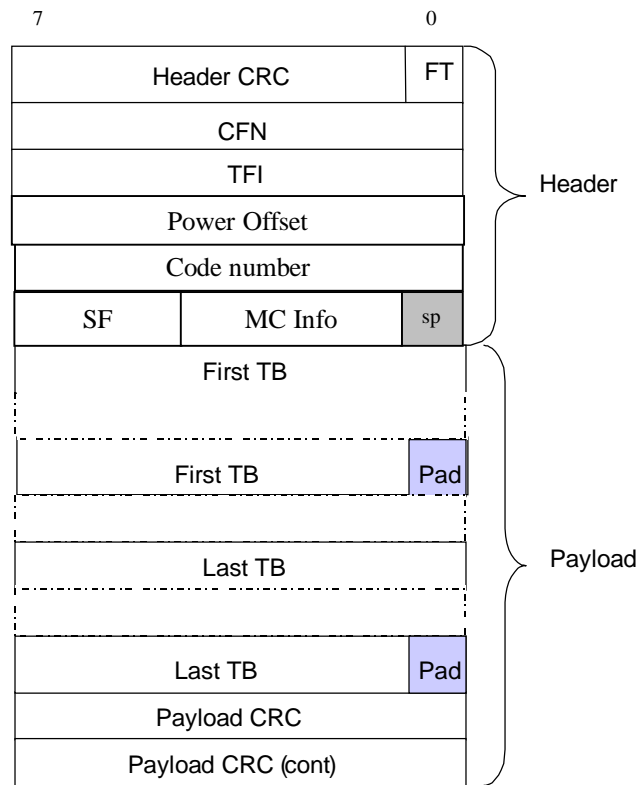 7 0
Header CRC FT
CFN
TFI
Header
Power Offset
Code number
SF MC Info sp
First TB
First TB Pad
Last TB
Payload
Last TB Pad
Payload CRC
Payload CRC (cont)